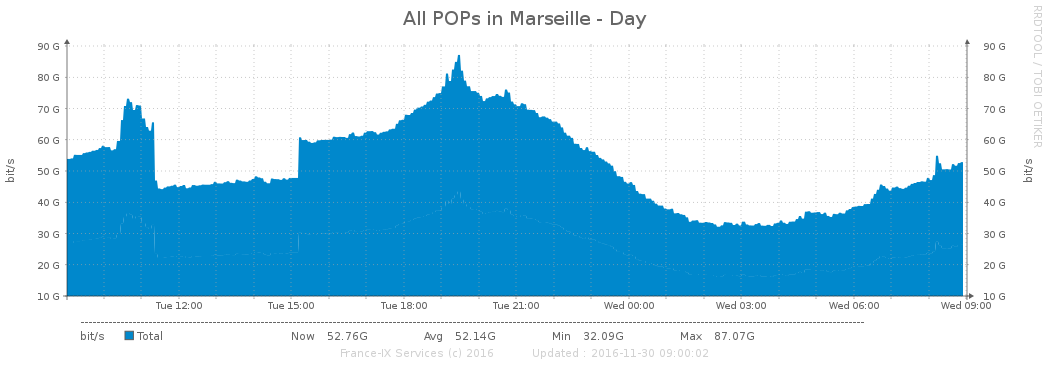 All POPs in Marseille - Day
RRDTOOL / TOBI OETIKER
bit/s
90 G 90 G
80 G 80 G
70 G 70 G
60 G 60 G
50 G 50 G
40 G 40 G
30 G 30 G
20 G 20 G
10 G 10 G
bit/s
Tue 12:00 Tue 15:00 Tue 18:00 Tue 21:00 Wed 00:00 Wed 03:00 Wed 06:00 Wed 09:00
bit/s Total Now 52.76G Avg 52.14G Min 32.09G Max 87.07G
France-IX Services (c) 2016 Updated : 2016-11-30 09:00:02